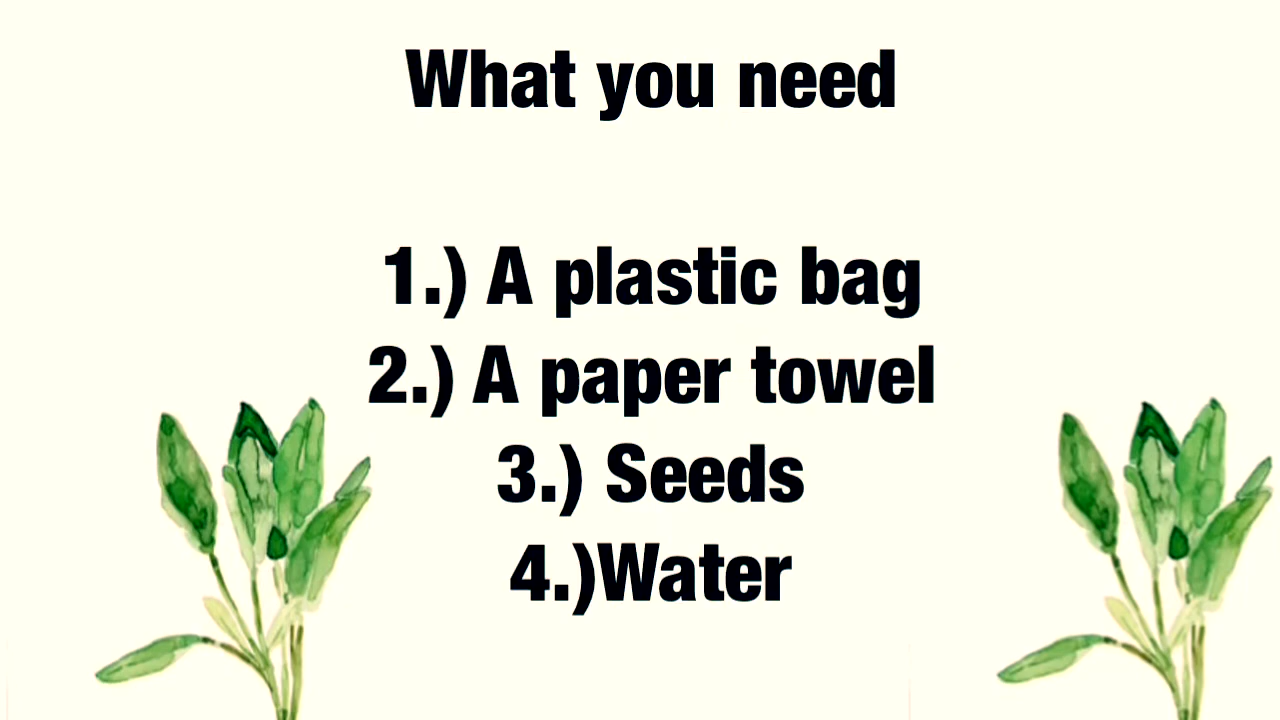 What you need
1.) A plastic bag
2.) A paper towel
3.) Seeds
4.)Water